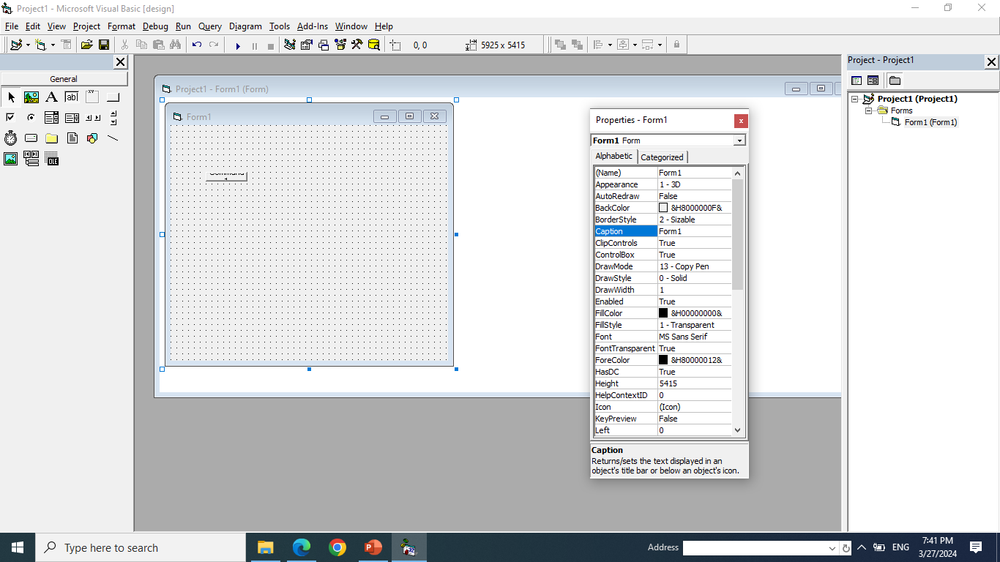 Project1 - Microsoft Visual Basic [design]
File Edit View Project Format Debug Run Query Diagram Tools Add-Ins Window Help
0, 0 5925 x 5415
General
A ab| XY
OLE
Project1 - Form1 (Form)
Form1
Command
Properties - Form1
Form1 Form
Alphabetic Categorized
(Name) Form1
Appearance 1 - 3D
AutoRedraw False
BackColor &H8000000F&
BorderStyle 2 - Sizable
Caption Form1
ClipControls True
ControlBox True
DrawMode 13 - Copy Pen
DrawStyle 0 - Solid
DrawWidth 1
Enabled True
FillColor &H00000000&
FillStyle 1 - Transparent
Font MS Sans Serif
FontTransparent True
ForeColor &H80000012&
HasDC True
Height 5415
HelpContextID 0
Icon (Icon)
KeyPreview False
Left 0
Caption
Returns/sets the text displayed in an
object's title bar or below an object's icon.
Project - Project1
Project1 (Project1)
Forms
Form1 (Form1)
Type here to search
Address
ENG
7:41 PM
3/27/2024